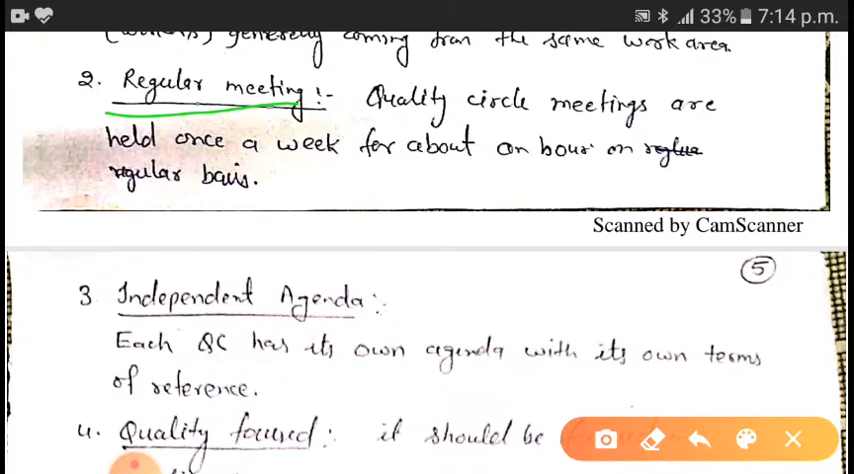 33% 7:14 p.m.
generally coming from the same work area.
2. Regular meeting:- Quality circle meetings are
held once a week for about an hour on
regular basis.
Scanned by CamScanner
5
3 Independent Agenda:-
Each QC has its own agenda with its own terms
of reference.
4. Quality focused: it should be